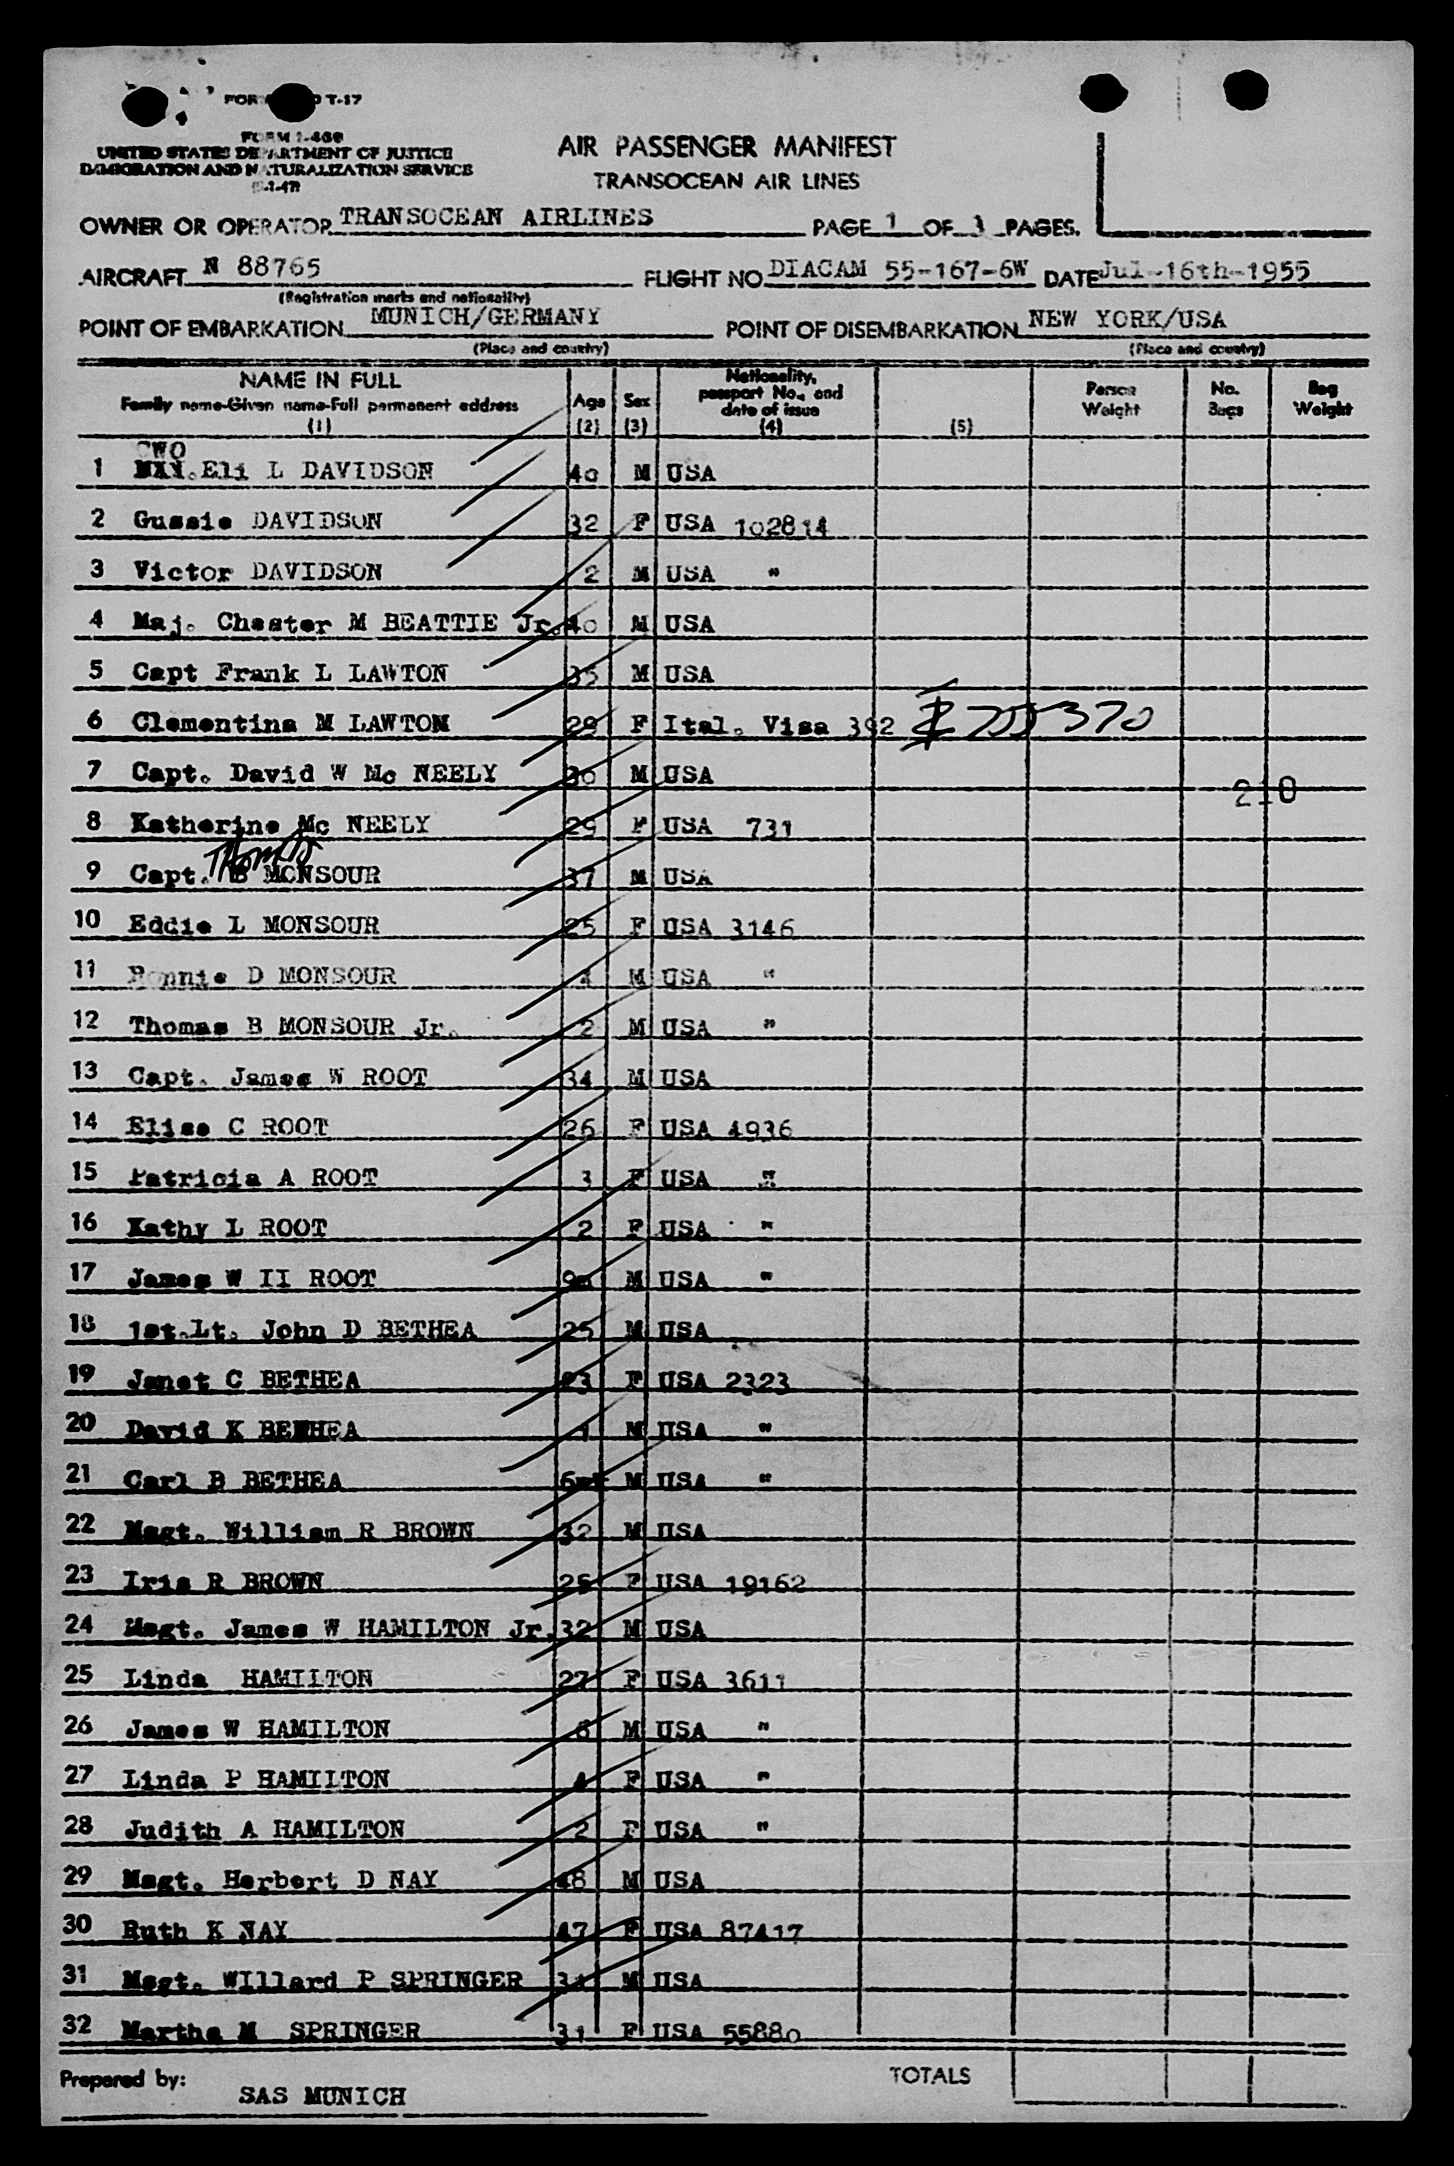 T-17
FORM I-466
UNITED STATES DEPARTMENT OF JUSTICE
IMMIGRATION AND NATURALIZATION SERVICE
AIR PASSENGER MANIFEST
TRANSOCEAN AIR LINES
OWNER OR OPERATOR TRANSOCEAN AIRLINES PAGE 1 OF 3 PAGES.
AIRCRAFT N 88765 FLIGHT NO DIACAM 55-167-6W DATE Jul-16th-1955
(Registration marks and nationality)
POINT OF EMBARKATION MUNICH/GERMANY POINT OF DISEMBARKATION NEW YORK/USA
(Place and country) (Place and country)
NAME IN FULL
Family name-Given name-Full permanent address
(1)
Age
(2)
Sex
(3)
Nationality,
passport No., and
date of issue
(4)
(5)
Person
Weight
No.
Bags
Bag
Weight
CWO
1 Eli L DAVIDSON 40 M USA
2 Gussie DAVIDSON 32 F USA 102814
3 Victor DAVIDSON 2 M USA "
4 Maj. Chester M BEATTIE Jr. 40 M USA
5 Capt Frank L LAWTON 35 M USA
6 Clementina M LAWTON 28 F Ital. Visa 392
7 Capt. David W Mc NEELY 30 M USA
210
8 Katherine Mc NEELY 29 F USA 731
Thomas
9 Capt. B MONSOUR 37 M USA
10 Eddie L MONSOUR 25 F USA 3146
11 Ronnie D MONSOUR M USA "
12 Thomas B MONSOUR Jr. 2 M USA "
13 Capt. James W ROOT 34 M USA
14 Elise C ROOT 26 F USA 4936
15 Patricia A ROOT 3 F USA "
16 Kathy L ROOT 2 F USA "
17 James W II ROOT 9m M USA "
18 1st.Lt. John D BETHEA 25 M USA
19 Janet C BETHEA 23 F USA 2323
20 David K BETHEA 1 M USA "
21 Carl B BETHEA M USA "
22 Msgt. William R BROWN 32 M USA
23 Iris R BROWN 25 F USA 19162
24 Msgt. James W HAMILTON Jr. 32 M USA
25 Linda HAMILTON 27 F USA 3611
26 James W HAMILTON 6 M USA "
27 Linda P HAMILTON 4 F USA "
28 Judith A HAMILTON 2 F USA "
29 Msgt. Herbert D NAY 48 M USA
30 Ruth K NAY 47 F USA 87417
31 Msgt. WIllard P SPRINGER 31 M USA
32 Martha M SPRINGER 31 F USA 55880
Prepared by: SAS MUNICH TOTALS